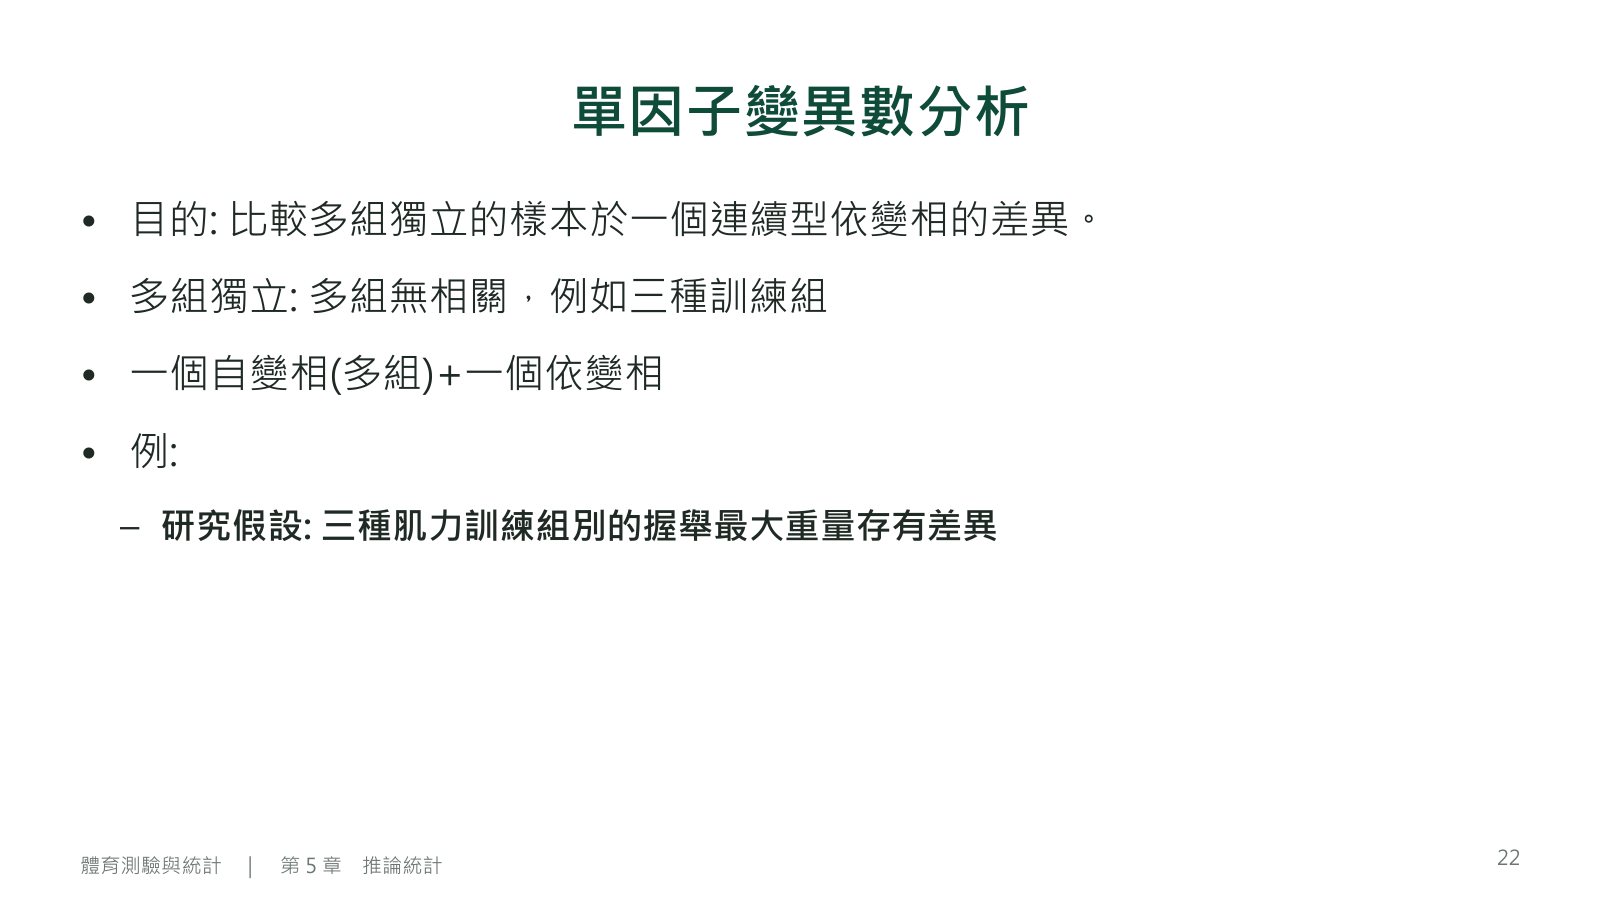 單因子變異數分析
• 目的: 比較多組獨立的樣本於一個連續型依變相的差異。
• 多組獨立: 多組無相關，例如三種訓練組
• 一個自變相(多組)+一個依變相
• 例:
– 研究假設: 三種肌力訓練組別的握舉最大重量存有差異
體育測驗與統計 | 第 5 章 推論統計
22